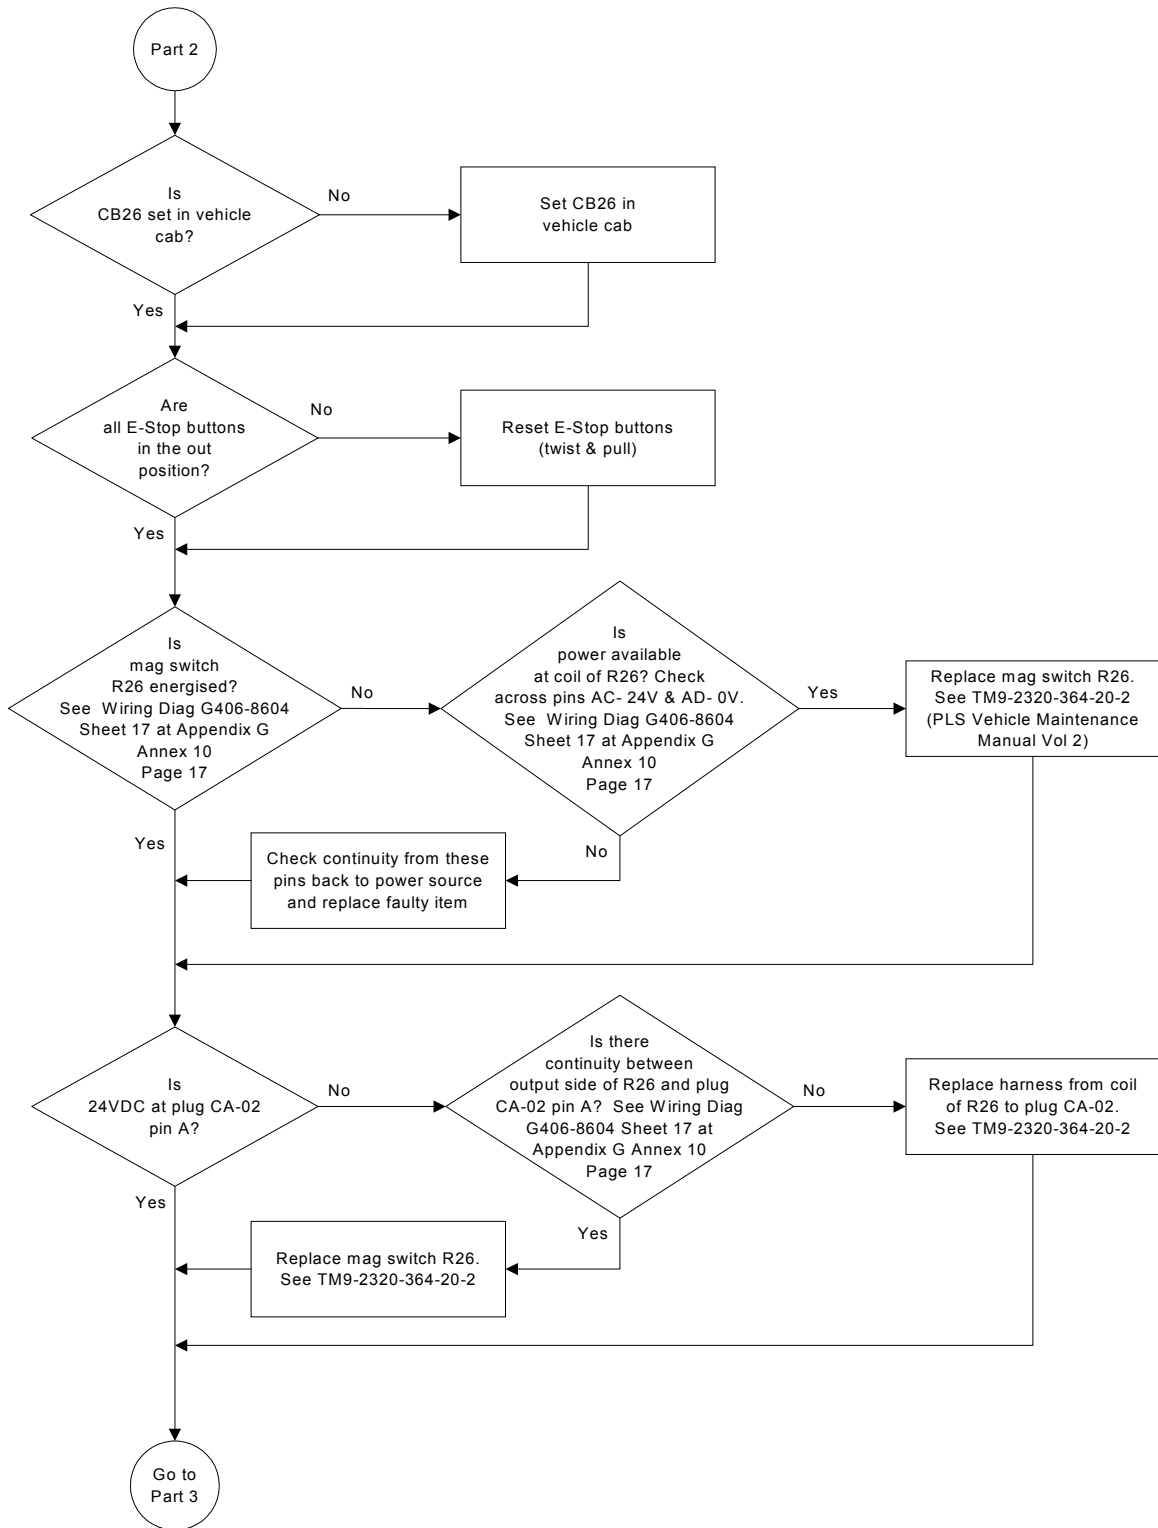 Part 2
Is
CB26 set in vehicle
cab?
No
Set CB26 in
vehicle cab
Yes
Are
all E-Stop buttons
in the out
position?
No
Reset E-Stop buttons
(twist & pull)
Yes
Is
mag switch
R26 energised?
See Wiring Diag G406-8604
Sheet 17 at Appendix G
Annex 10
Page 17
No
Is
power available
at coil of R26? Check
across pins AC- 24V & AD- 0V.
See Wiring Diag G406-8604
Sheet 17 at Appendix G
Annex 10
Page 17
Yes
Replace mag switch R26.
See TM9-2320-364-20-2
(PLS Vehicle Maintenance
Manual Vol 2)
Yes
No
Check continuity from these
pins back to power source
and replace faulty item
Is
24VDC at plug CA-02
pin A?
No
Is there
continuity between
output side of R26 and plug
CA-02 pin A? See Wiring Diag
G406-8604 Sheet 17 at
Appendix G Annex 10
Page 17
No
Replace harness from coil
of R26 to plug CA-02.
See TM9-2320-364-20-2
Yes
Yes
Replace mag switch R26.
See TM9-2320-364-20-2
Go to
Part 3